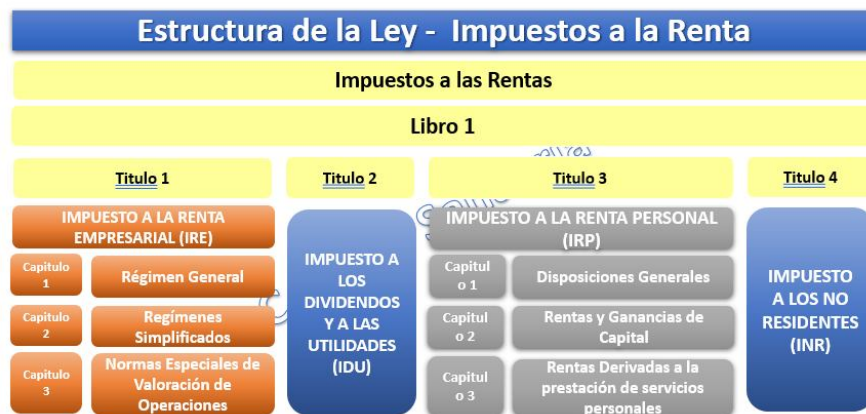 Estructura de la Ley - Impuestos a la Renta
Impuestos a las Rentas
Libro 1
Titulo 1
Titulo 2
Titulo 3
Titulo 4
IMPUESTO A LA RENTA
EMPRESARIAL (IRE)
Capitulo
1
Régimen General
Capitulo
2
Regímenes
Simplificados
Capitulo
3
Normas Especiales de
Valoración de
Operaciones
IMPUESTO A
LOS
DIVIDENDOS
Y A LAS
UTILIDADES
(IDU)
IMPUESTO A LA RENTA PERSONAL
(IRP)
Capitul
o 1
Disposiciones Generales
Capitul
o 2
Rentas y Ganancias de
Capital
Capitul
o 3
Rentas Derivadas a la
prestación de servicios
personales
IMPUESTO
A LOS NO
RESIDENTES
(INR)